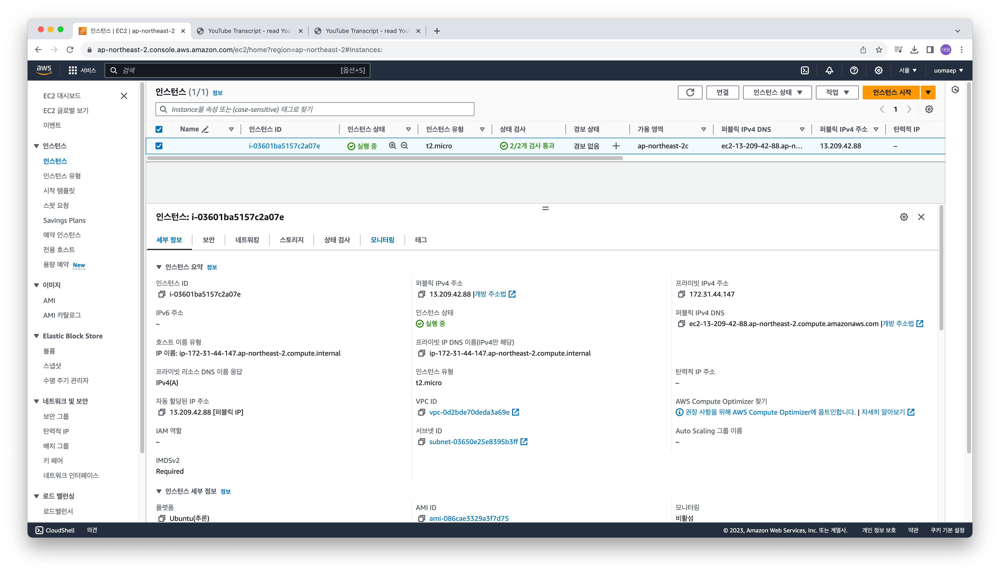 인스턴스 | EC2 | ap-northeast-2
YouTube Transcript - read You
YouTube Transcript - read You
ap-northeast-2.console.aws.amazon.com/ec2/home?region=ap-northeast-2#Instances:
대원
aws 서비스 검색 [옵션+S] 서울 uomaep
EC2 대시보드
EC2 글로벌 보기
이벤트
인스턴스
인스턴스
인스턴스 유형
시작 템플릿
스팟 요청
Savings Plans
예약 인스턴스
전용 호스트
용량 예약 New
이미지
AMI
AMI 카탈로그
Elastic Block Store
볼륨
스냅샷
수명 주기 관리자
네트워크 및 보안
보안 그룹
탄력적 IP
배치 그룹
키 페어
네트워크 인터페이스
로드 밸런싱
로드밸런서
인스턴스 (1/1) 정보
연결 인스턴스 상태 작업 인스턴스 시작
Instance을 속성 또는 (case-sensitive) 태그로 찾기
1
Name 인스턴스 ID 인스턴스 상태 인스턴스 유형 상태 검사 경보 상태 가용 영역 퍼블릭 IPv4 DNS 퍼블릭 IPv4 주소 탄력적 IP
i-03601ba5157c2a07e 실행 중 t2.micro 2/2개 검사 통과 경보 없음 ap-northeast-2c ec2-13-209-42-88.ap-n... 13.209.42.88 –
인스턴스: i-03601ba5157c2a07e
세부 정보 보안 네트워킹 스토리지 상태 검사 모니터링 태그
인스턴스 요약 정보
인스턴스 ID
i-03601ba5157c2a07e
퍼블릭 IPv4 주소
13.209.42.88 |개방 주소법
프라이빗 IPv4 주소
172.31.44.147
IPv6 주소
–
인스턴스 상태
실행 중
퍼블릭 IPv4 DNS
ec2-13-209-42-88.ap-northeast-2.compute.amazonaws.com |개방 주소법
호스트 이름 유형
IP 이름: ip-172-31-44-147.ap-northeast-2.compute.internal
프라이빗 IP DNS 이름(IPv4만 해당)
ip-172-31-44-147.ap-northeast-2.compute.internal
프라이빗 리소스 DNS 이름 응답
IPv4(A)
인스턴스 유형
t2.micro
탄력적 IP 주소
–
자동 할당된 IP 주소
13.209.42.88 [퍼블릭 IP]
VPC ID
vpc-0d2bde70deda3a69e
AWS Compute Optimizer 찾기
권장 사항을 위해 AWS Compute Optimizer에 옵트인합니다. | 자세히 알아보기
IAM 역할
–
서브넷 ID
subnet-03650e25e8395b3ff
Auto Scaling 그룹 이름
–
IMDSv2
Required
인스턴스 세부 정보 정보
플랫폼
Ubuntu(추론)
AMI ID
ami-086cae3329a3f7d75
모니터링
비활성
CloudShell 의견 © 2023, Amazon Web Services, Inc. 또는 계열사. 개인 정보 보호 약관 쿠키 기본 설정